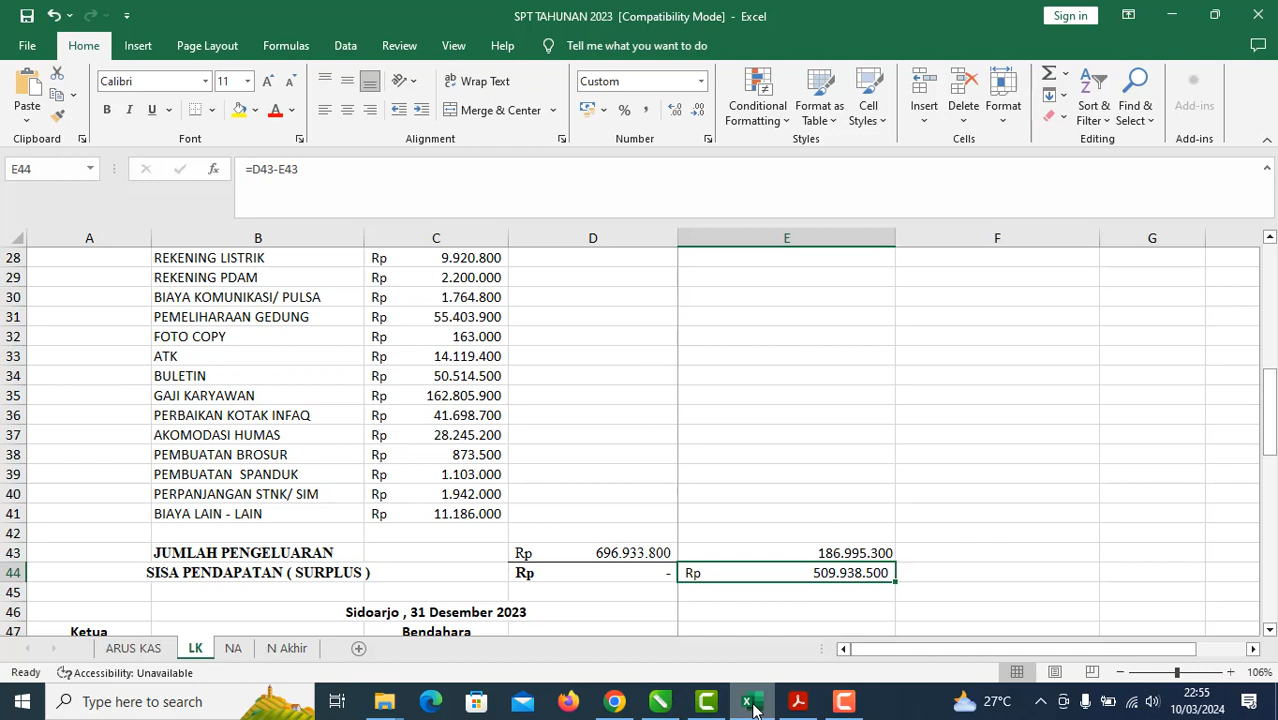 SPT TAHUNAN 2023 [Compatibility Mode] - Excel
Sign in
File Home Insert Page Layout Formulas Data Review View Help Tell me what you want to do
Paste
Calibri 11
B I U
Wrap Text
Merge & Center
Custom
Conditional Formatting
Format as Table
Cell Styles
Insert
Delete
Format
Sort & Filter
Find & Select
Add-ins
Clipboard Font Alignment Number Styles Cells Editing Add-ins
E44 fx =D43-E43
A B C D E F G
28 REKENING LISTRIK Rp 9.920.800
29 REKENING PDAM Rp 2.200.000
30 BIAYA KOMUNIKASI/ PULSA Rp 1.764.800
31 PEMELIHARAAN GEDUNG Rp 55.403.900
32 FOTO COPY Rp 163.000
33 ATK Rp 14.119.400
34 BULETIN Rp 50.514.500
35 GAJI KARYAWAN Rp 162.805.900
36 PERBAIKAN KOTAK INFAQ Rp 41.698.700
37 AKOMODASI HUMAS Rp 28.245.200
38 PEMBUATAN BROSUR Rp 873.500
39 PEMBUATAN SPANDUK Rp 1.103.000
40 PERPANJANGAN STNK/ SIM Rp 1.942.000
41 BIAYA LAIN - LAIN Rp 11.186.000
42
43 JUMLAH PENGELUARAN Rp 696.933.800 186.995.300
44 SISA PENDAPATAN ( SURPLUS ) Rp - Rp 509.938.500
45
46 Sidoarjo , 31 Desember 2023
47 Ketua Bendahara
ARUS KAS LK NA N Akhir
Ready Accessibility: Unavailable 106%
Type here to search
27°C
22:55
10/03/2024